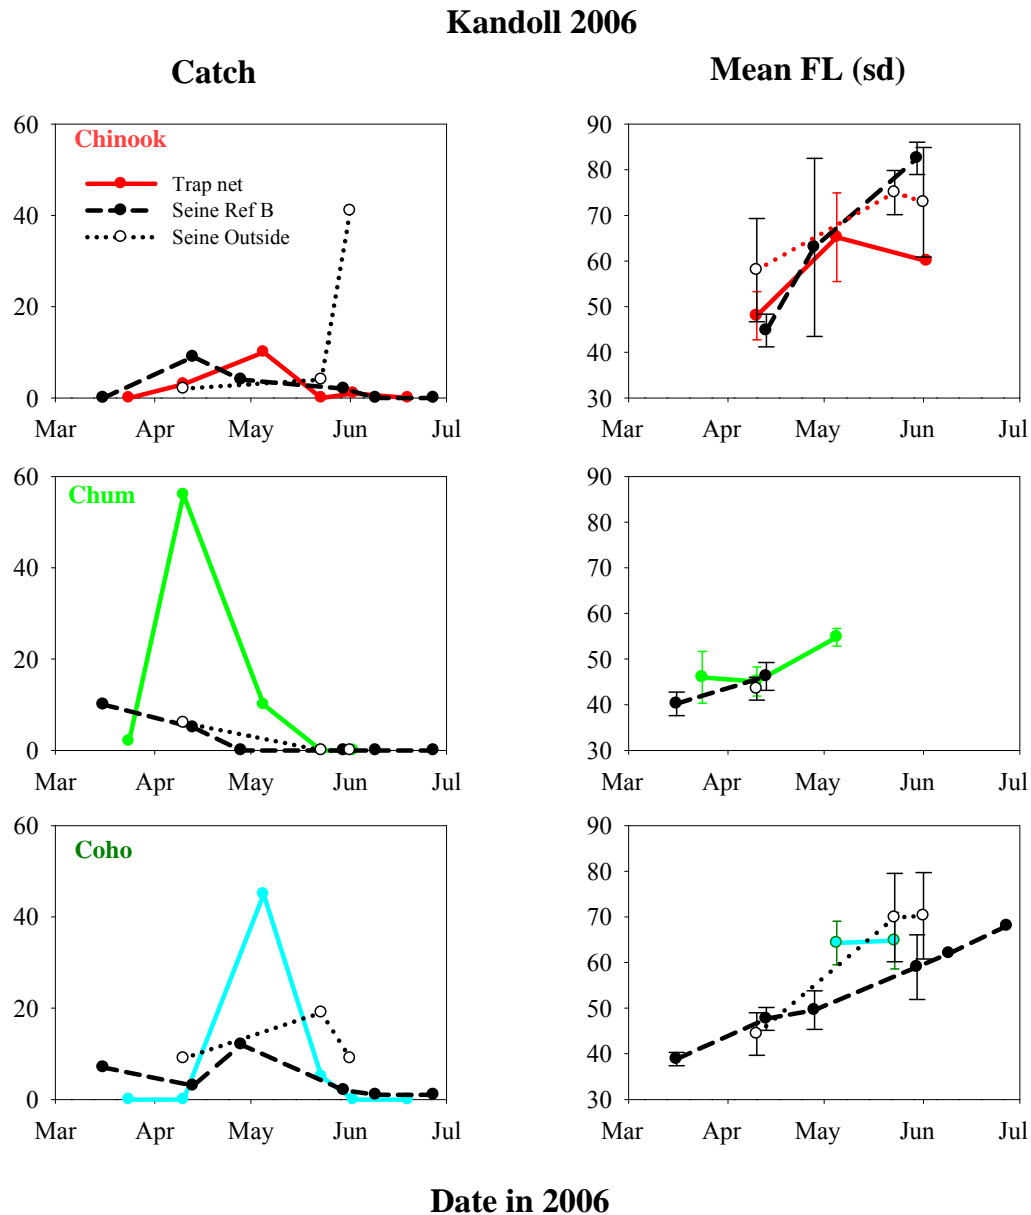 Kandoll 2006
Catch
Mean FL (sd)
60
40
20
0
Chinook
Trap net
Seine Ref B
Seine Outside
Mar Apr May Jun Jul
90
80
70
60
50
40
30
Mar Apr May Jun Jul
60
40
20
0
Chum
Mar Apr May Jun Jul
90
80
70
60
50
40
30
Mar Apr May Jun Jul
60
40
20
0
Coho
Mar Apr May Jun Jul
90
80
70
60
50
40
30
Mar Apr May Jun Jul
Date in 2006